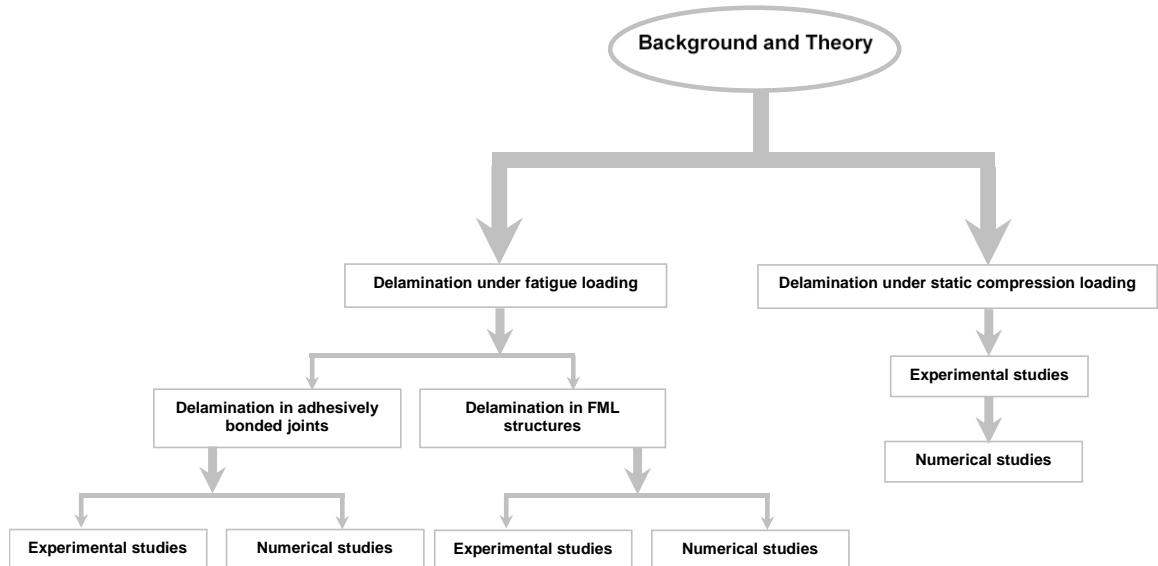 Background and Theory
Delamination under fatigue loading
Delamination under static compression loading
Experimental studies
Delamination in adhesively
bonded joints
Delamination in FML
structures
Numerical studies
Experimental studies
Numerical studies
Experimental studies
Numerical studies